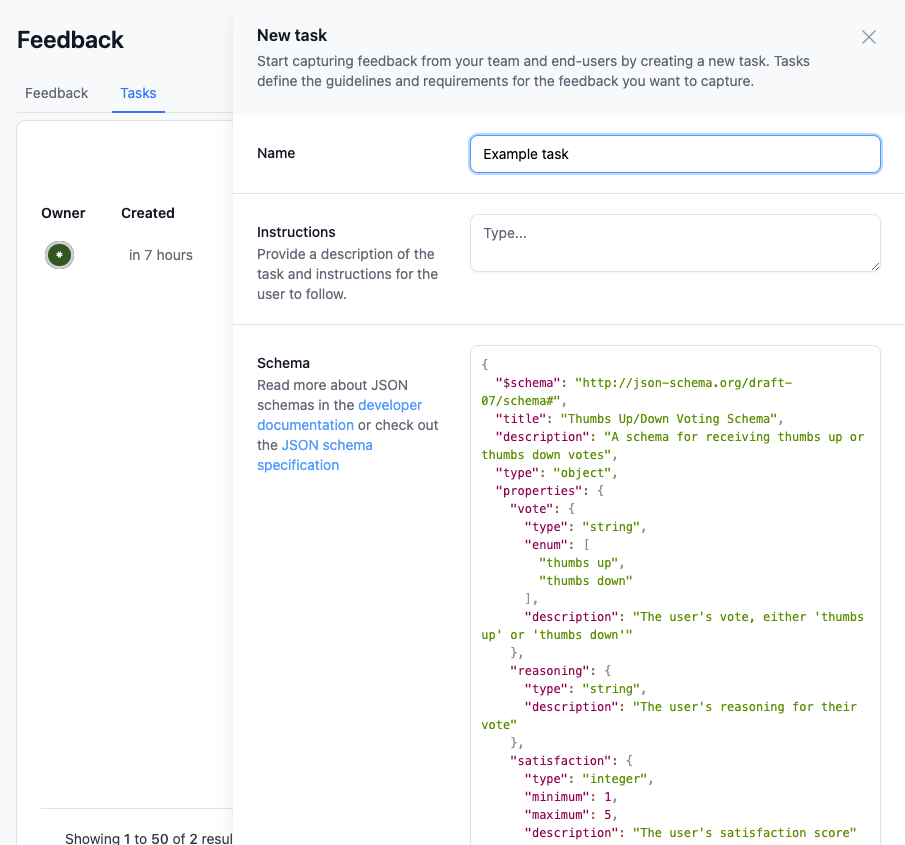 Feedback
Feedback
Tasks
Owner
Created
in 7 hours
Showing 1 to 50 of 2 resul
New task
Start capturing feedback from your team and end-users by creating a new task. Tasks
define the guidelines and requirements for the feedback you want to capture.
Name
Example task
Instructions
Provide a description of the
task and instructions for the
user to follow.
Type...
Schema
Read more about JSON
schemas in the developer
documentation or check out
the JSON schema
specification
{
"$schema": "http://json-schema.org/draft-
07/schema#",
"title": "Thumbs Up/Down Voting Schema",
"description": "A schema for receiving thumbs up or
thumbs down votes",
"type": "object",
"properties": {
"vote": {
"type": "string",
"enum": [
"thumbs up",
"thumbs down"
],
"description": "The user's vote, either 'thumbs
up' or 'thumbs down'"
},
"reasoning": {
"type": "string",
"description": "The user's reasoning for their
vote"
},
"satisfaction": {
"type": "integer",
"minimum": 1,
"maximum": 5,
"description": "The user's satisfaction score"